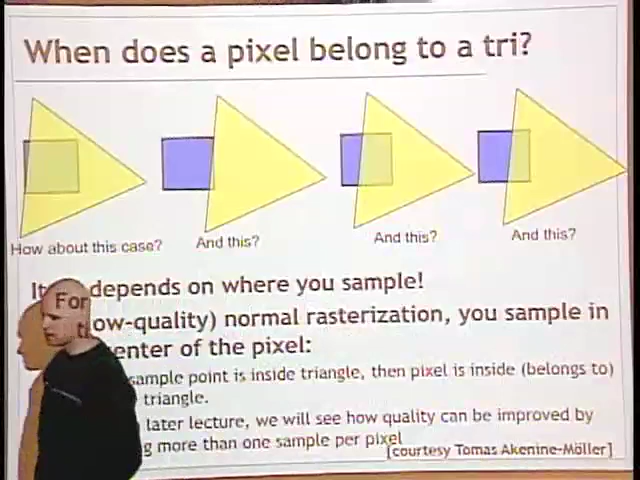 When does a pixel belong to a tri?
How about this case? And this? And this? And this?
It depends on where you sample!
For ow-quality) normal rasterization, you sample in
enter of the pixel:
sample point is inside triangle, then pixel is inside (belongs to)
triangle.
later lecture, we will see how quality can be improved by
g more than one sample per pixel
[courtesy Tomas Akenine-Möller]